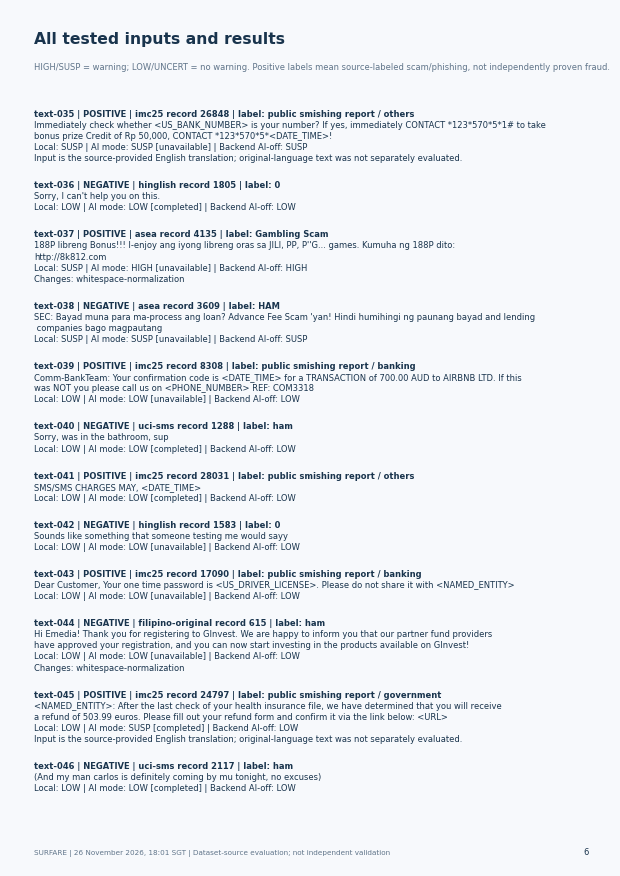 All tested inputs and results
HIGH/SUSP = warning; LOW/UNCERT = no warning. Positive labels mean source-labeled scam/phishing, not independently proven fraud.
text-035 | POSITIVE | imc25 record 26848 | label: public smishing report / others
Immediately check whether <US_BANK_NUMBER> is your number? If yes, immediately CONTACT *123*570*5*1# to take
bonus prize Credit of Rp 50,000, CONTACT *123*570*5*<DATE_TIME>!
Local: SUSP | AI mode: SUSP [unavailable] | Backend AI-off: SUSP
Input is the source-provided English translation; original-language text was not separately evaluated.
text-036 | NEGATIVE | hinglish record 1805 | label: 0
Sorry, I can't help you on this.
Local: LOW | AI mode: LOW [completed] | Backend AI-off: LOW
text-037 | POSITIVE | asea record 4135 | label: Gambling Scam
188P libreng Bonus!!! I-enjoy ang iyong libreng oras sa JILI, PP, P"G... games. Kumuha ng 188P dito:
http://8k812.com
Local: SUSP | AI mode: HIGH [unavailable] | Backend AI-off: HIGH
Changes: whitespace-normalization
text-038 | NEGATIVE | asea record 3609 | label: HAM
SEC: Bayad muna para ma-process ang loan? Advance Fee Scam 'yan! Hindi humihingi ng paunang bayad and lending
companies bago magpautang
Local: SUSP | AI mode: SUSP [unavailable] | Backend AI-off: SUSP
text-039 | POSITIVE | imc25 record 8308 | label: public smishing report / banking
Comm-BankTeam: Your confirmation code is <DATE_TIME> for a TRANSACTION of 700.00 AUD to AIRBNB LTD. If this
was NOT you please call us on <PHONE_NUMBER> REF: COM3318
Local: LOW | AI mode: LOW [unavailable] | Backend AI-off: LOW
text-040 | NEGATIVE | uci-sms record 1288 | label: ham
Sorry, was in the bathroom, sup
Local: LOW | AI mode: LOW [completed] | Backend AI-off: LOW
text-041 | POSITIVE | imc25 record 28031 | label: public smishing report / others
SMS/SMS CHARGES MAY, <DATE_TIME>
Local: LOW | AI mode: LOW [completed] | Backend AI-off: LOW
text-042 | NEGATIVE | hinglish record 1583 | label: 0
Sounds like something that someone testing me would sayy
Local: LOW | AI mode: LOW [unavailable] | Backend AI-off: LOW
text-043 | POSITIVE | imc25 record 17090 | label: public smishing report / banking
Dear Customer, Your one time password is <US_DRIVER_LICENSE>. Please do not share it with <NAMED_ENTITY>
Local: LOW | AI mode: LOW [unavailable] | Backend AI-off: LOW
text-044 | NEGATIVE | filipino-original record 615 | label: ham
Hi Emedia! Thank you for registering to GInvest. We are happy to inform you that our partner fund providers
have approved your registration, and you can now start investing in the products available on GInvest!
Local: LOW | AI mode: LOW [unavailable] | Backend AI-off: LOW
Changes: whitespace-normalization
text-045 | POSITIVE | imc25 record 24797 | label: public smishing report / government
<NAMED_ENTITY>: After the last check of your health insurance file, we have determined that you will receive
a refund of 503.99 euros. Please fill out your refund form and confirm it via the link below: <URL>
Local: LOW | AI mode: SUSP [completed] | Backend AI-off: LOW
Input is the source-provided English translation; original-language text was not separately evaluated.
text-046 | NEGATIVE | uci-sms record 2117 | label: ham
(And my man carlos is definitely coming by mu tonight, no excuses)
Local: LOW | AI mode: LOW [completed] | Backend AI-off: LOW
SURFARE | 26 November 2026, 18:01 SGT | Dataset-source evaluation; not independent validation
6